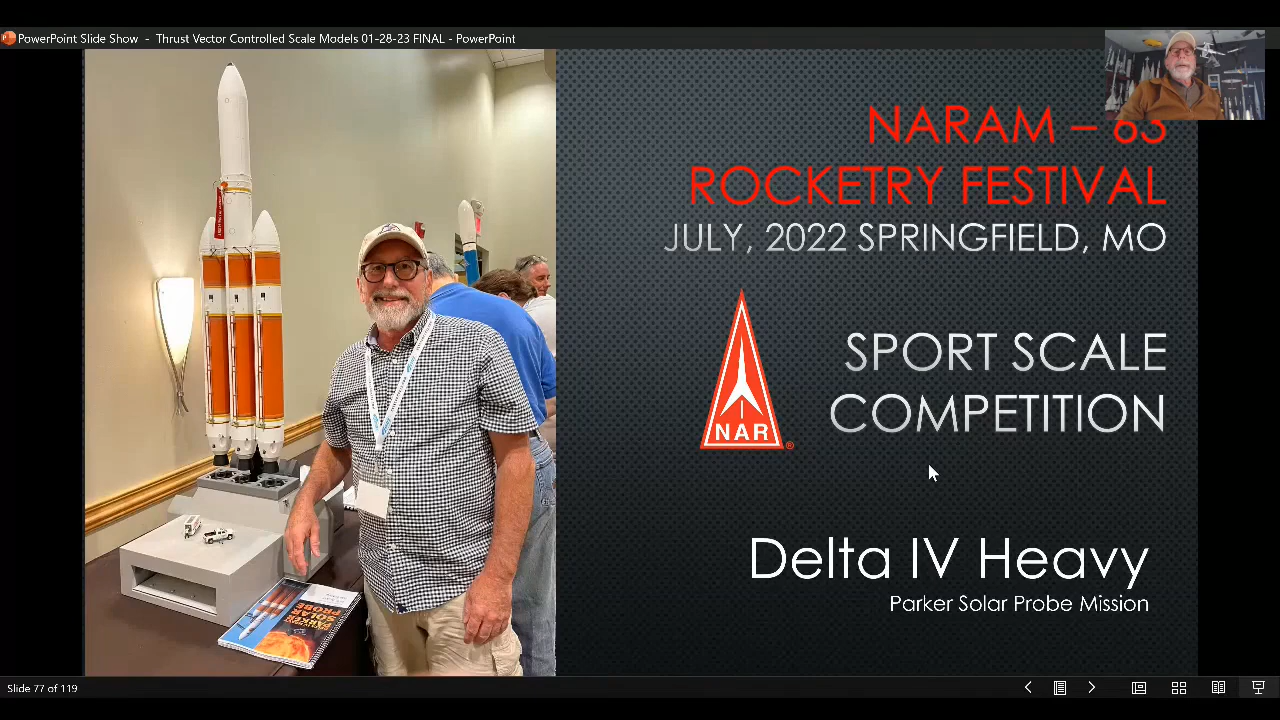 PowerPoint Slide Show - Thrust Vector Controlled Scale Models 01-28-23 FINAL - PowerPoint
NARAM – 63
ROCKETRY FESTIVAL
JULY, 2022 SPRINGFIELD, MO
SPORT SCALE
COMPETITION
NAR®
Delta IV Heavy
Parker Solar Probe Mission
PARKER
SOLAR
PROBE
Slide 77 of 119